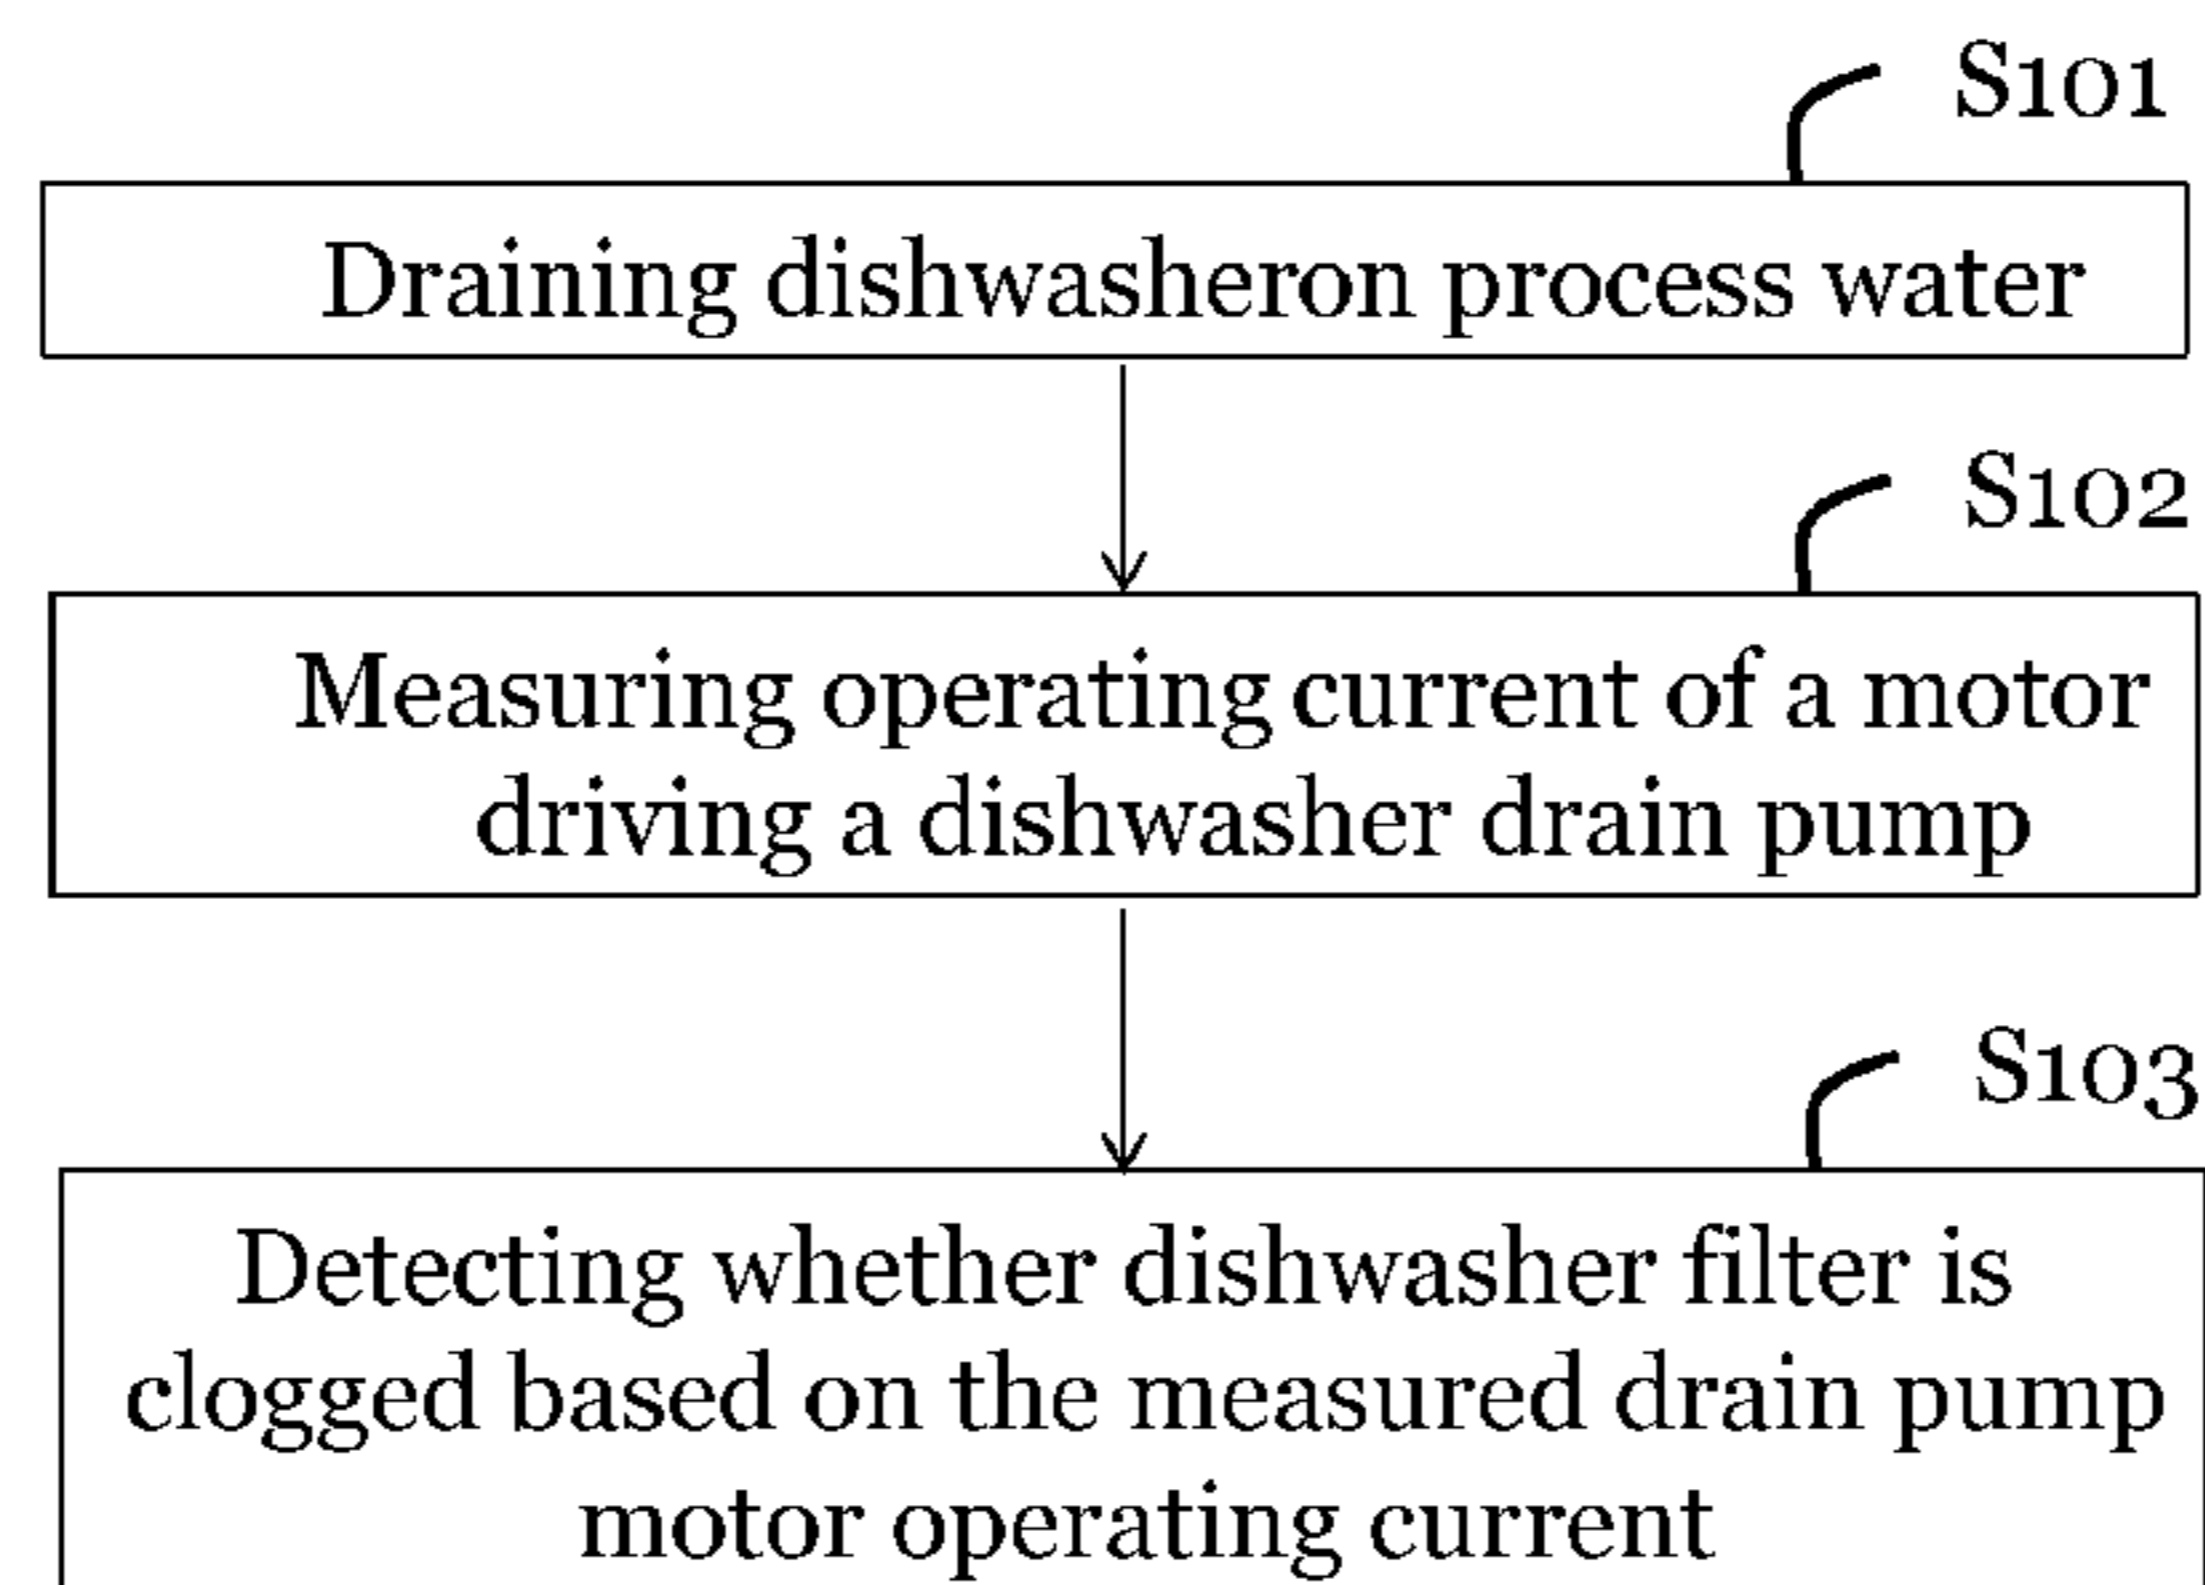 S101
Draining dishwasheron process water
S102
Measuring operating current of a motor
driving a dishwasher drain pump
S103
Detecting whether dishwasher filter is
clogged based on the measured drain pump
motor operating current